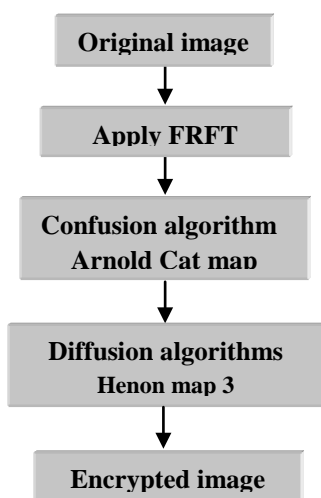 Original image
Apply FRFT
Confusion algorithm
Arnold Cat map
Diffusion algorithms
Henon map 3
Encrypted image